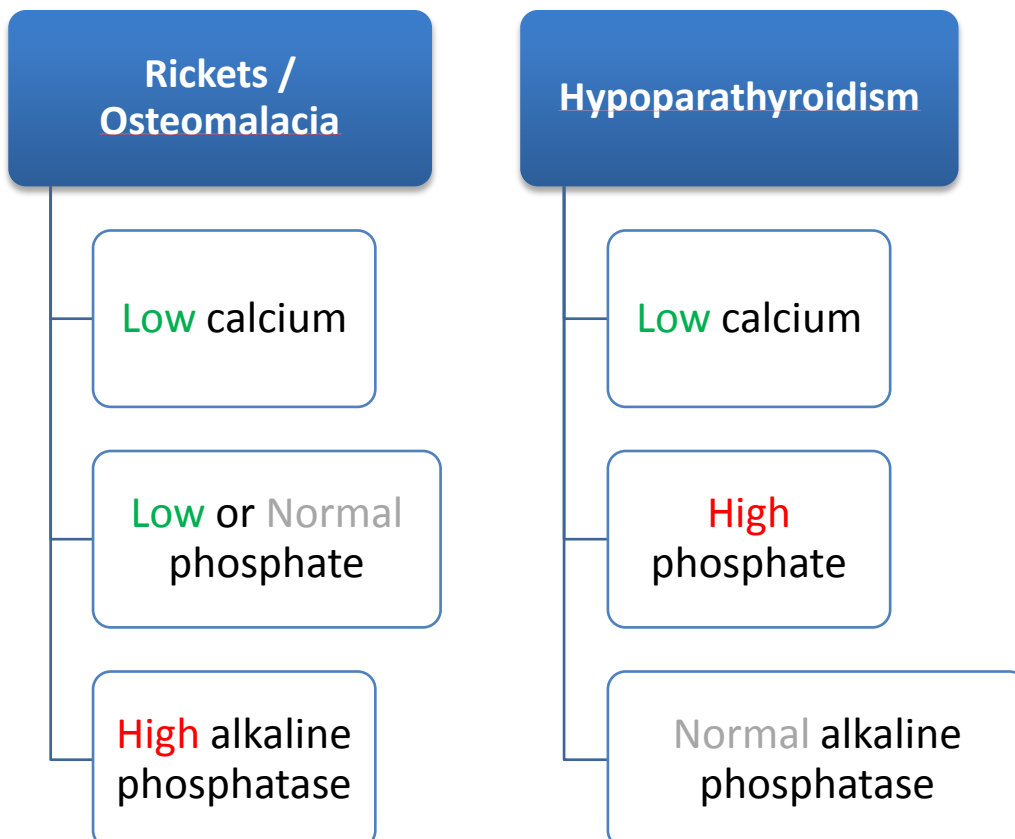 Rickets /
Osteomalacia
Low calcium
Low or Normal
phosphate
High alkaline
phosphatase
Hypoparathyroidism
Low calcium
High
phosphate
Normal alkaline
phosphatase